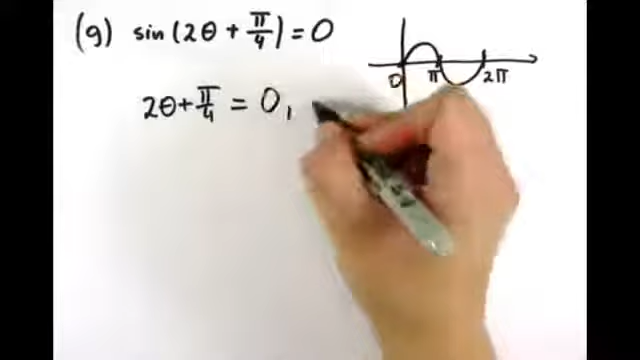 (g) sin(2θ + π/4) = 0
0 π 2π
2θ + π/4 = 0,